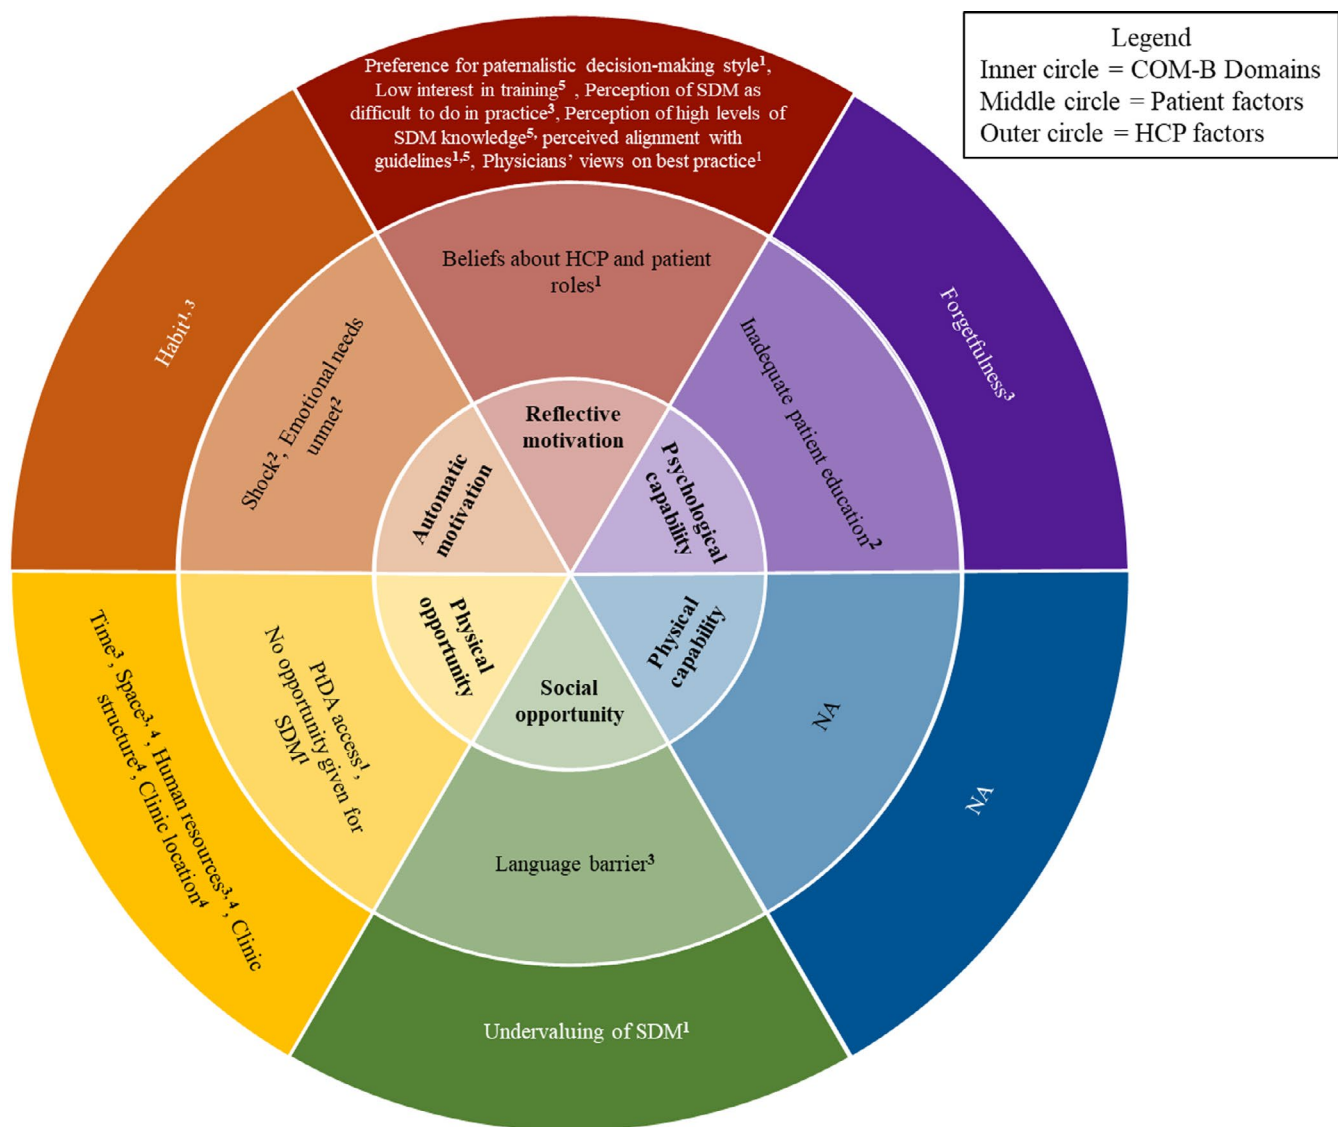 Legend
Inner circle = COM-B Domains
Middle circle = Patient factors
Outer circle = HCP factors
Preference for paternalistic decision-making style¹,
Low interest in training⁵ , Perception of SDM as
difficult to do in practice³, Perception of high levels of
SDM knowledge⁵, perceived alignment with
guidelines¹,⁵, Physicians’ views on best practice¹
Beliefs about HCP and patient
roles¹
Reflective
motivation
Forgetfulness³
Inadequate patient education²
Psychological
capability
NA
NA
Physical
capability
Undervaluing of SDM¹
Language barrier³
Social
opportunity
Time³, Space³,⁴, Human resources³,⁴, Clinic
structure⁴, Clinic location⁴
PtDA access¹,
No opportunity given for
SDM¹
Physical
opportunity
Habit¹,³
Shock², Emotional needs
unmet²
Automatic
motivation